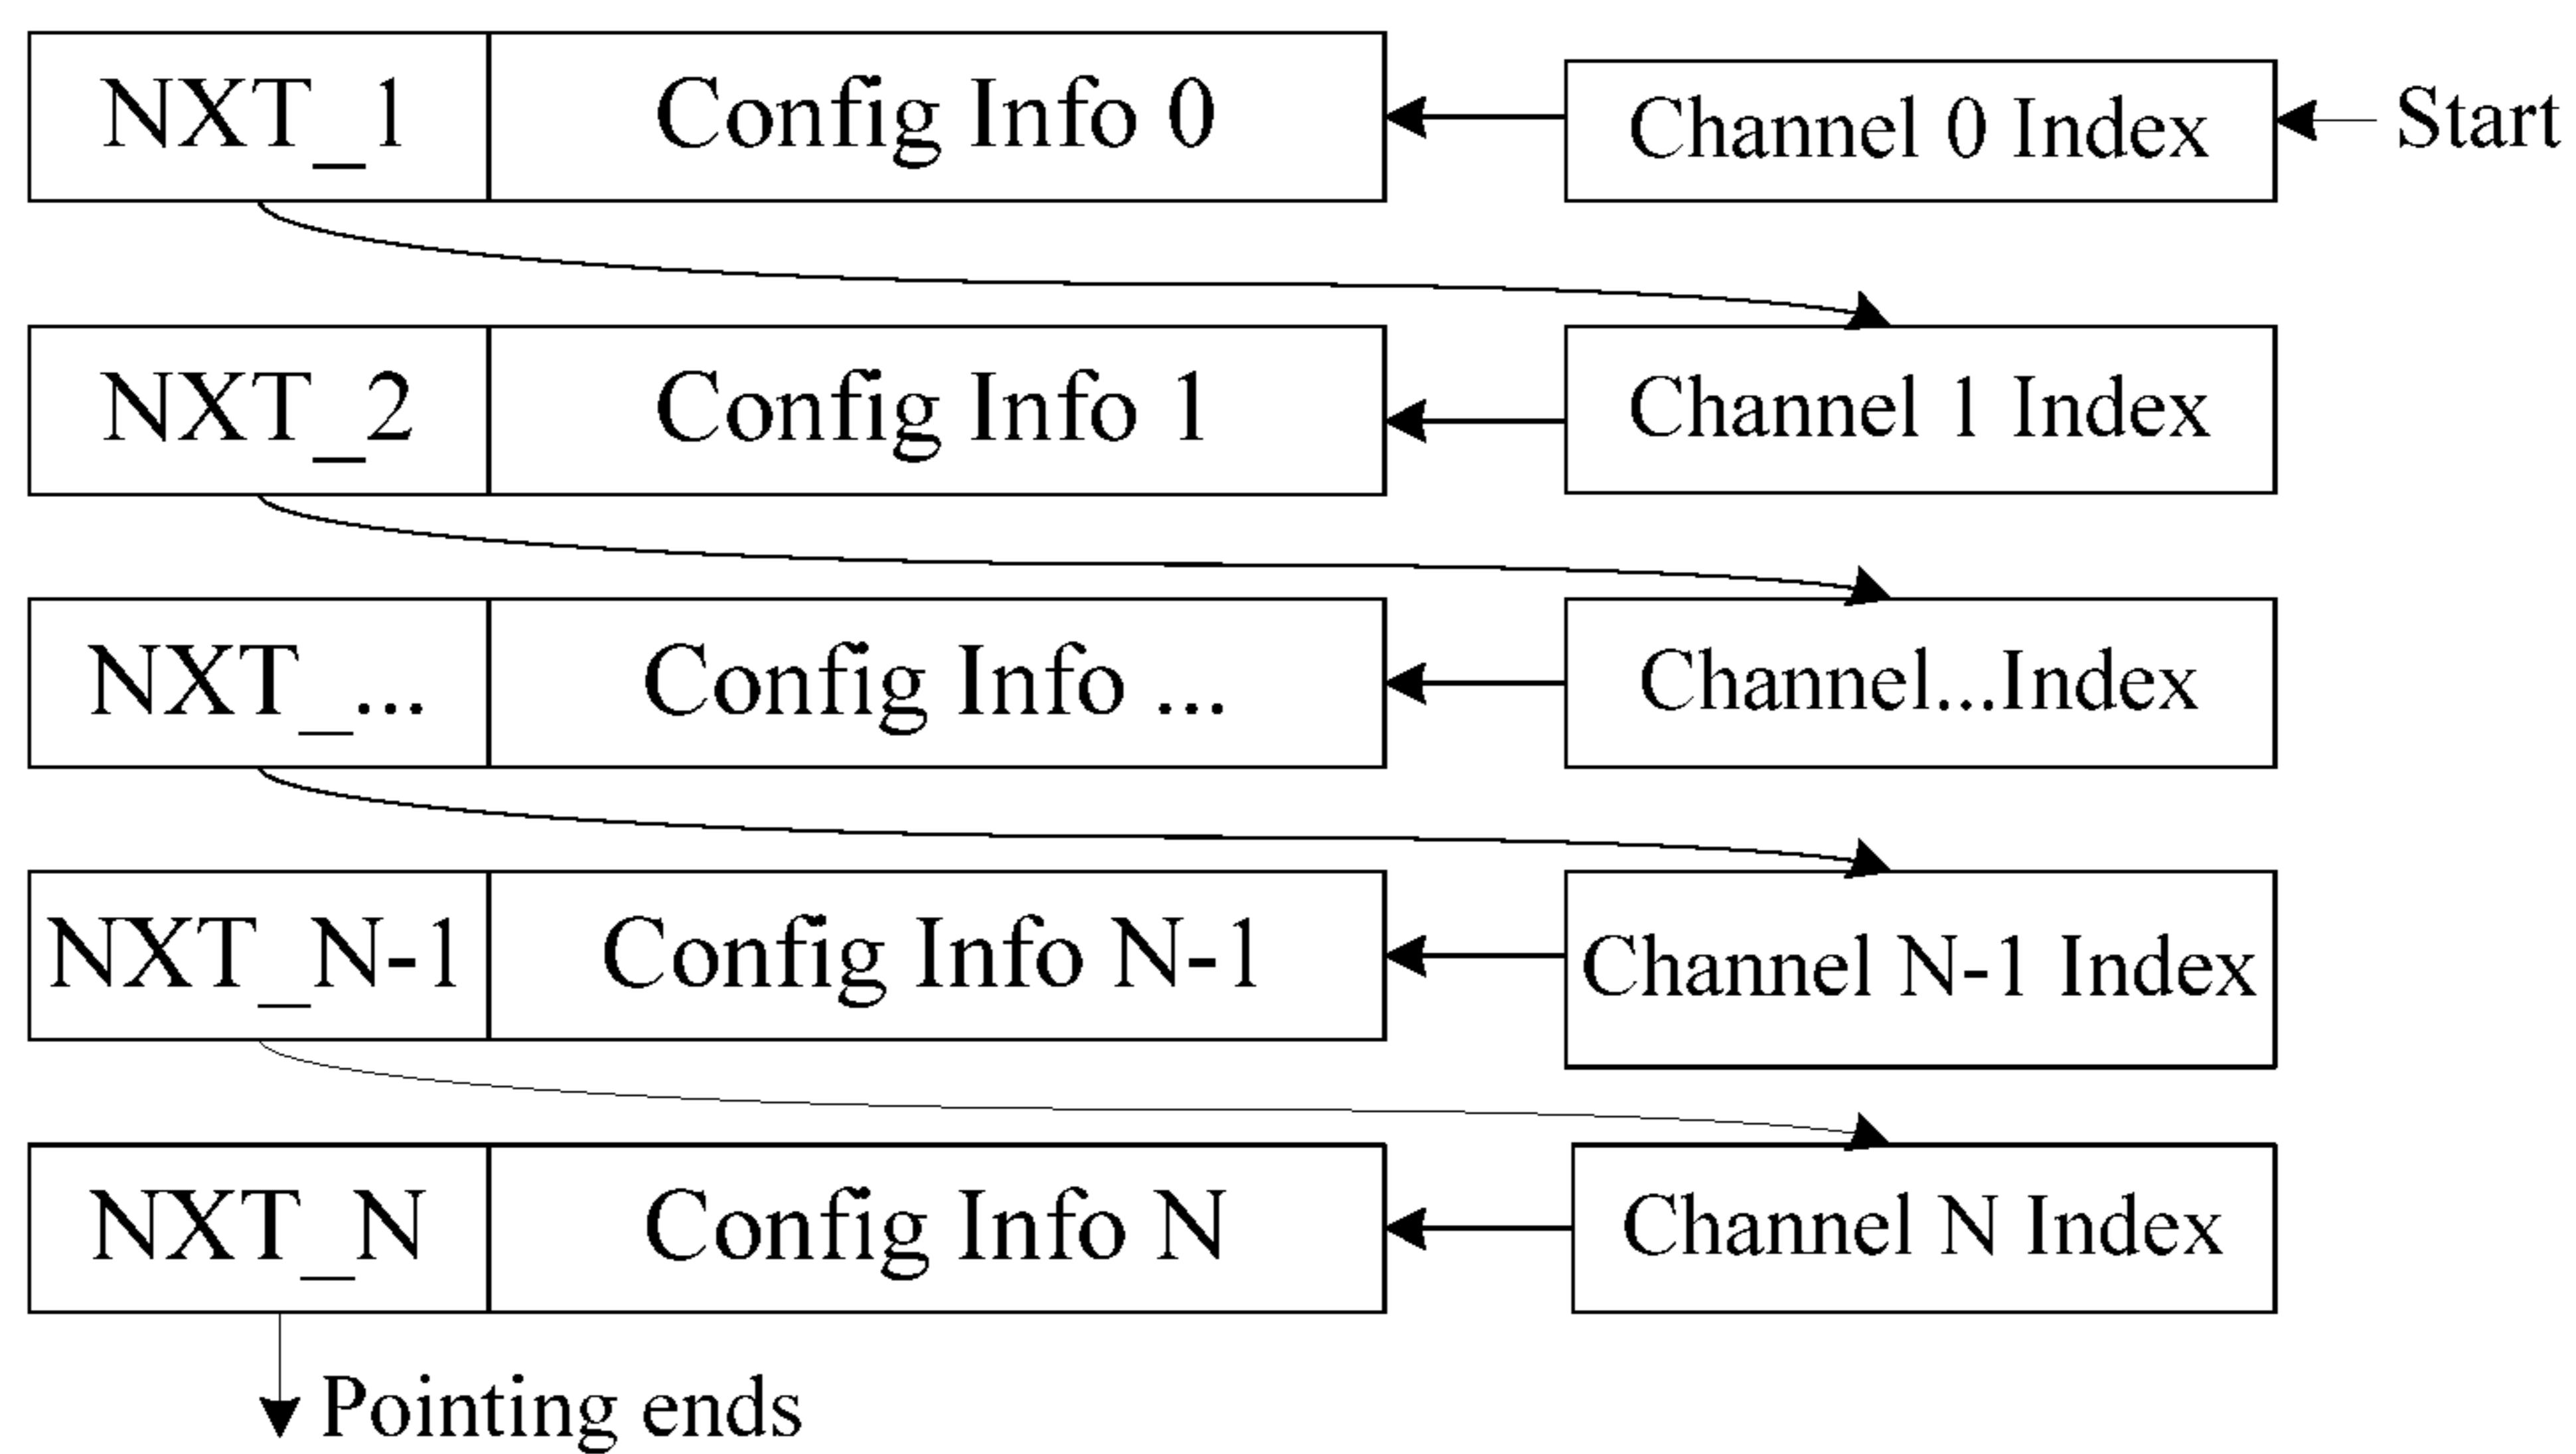 NXT_1 Config Info 0 Channel 0 Index Start
NXT_2 Config Info 1 Channel 1 Index
NXT_... Config Info ... Channel...Index
NXT_N-1 Config Info N-1 Channel N-1 Index
NXT_N Config Info N Channel N Index
Pointing ends